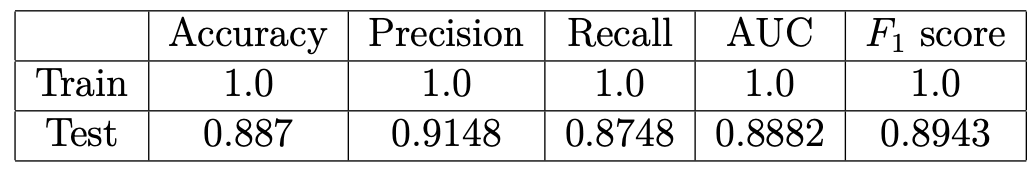 Accuracy Precision Recall AUC F₁ score
Train 1.0 1.0 1.0 1.0 1.0
Test 0.887 0.9148 0.8748 0.8882 0.8943